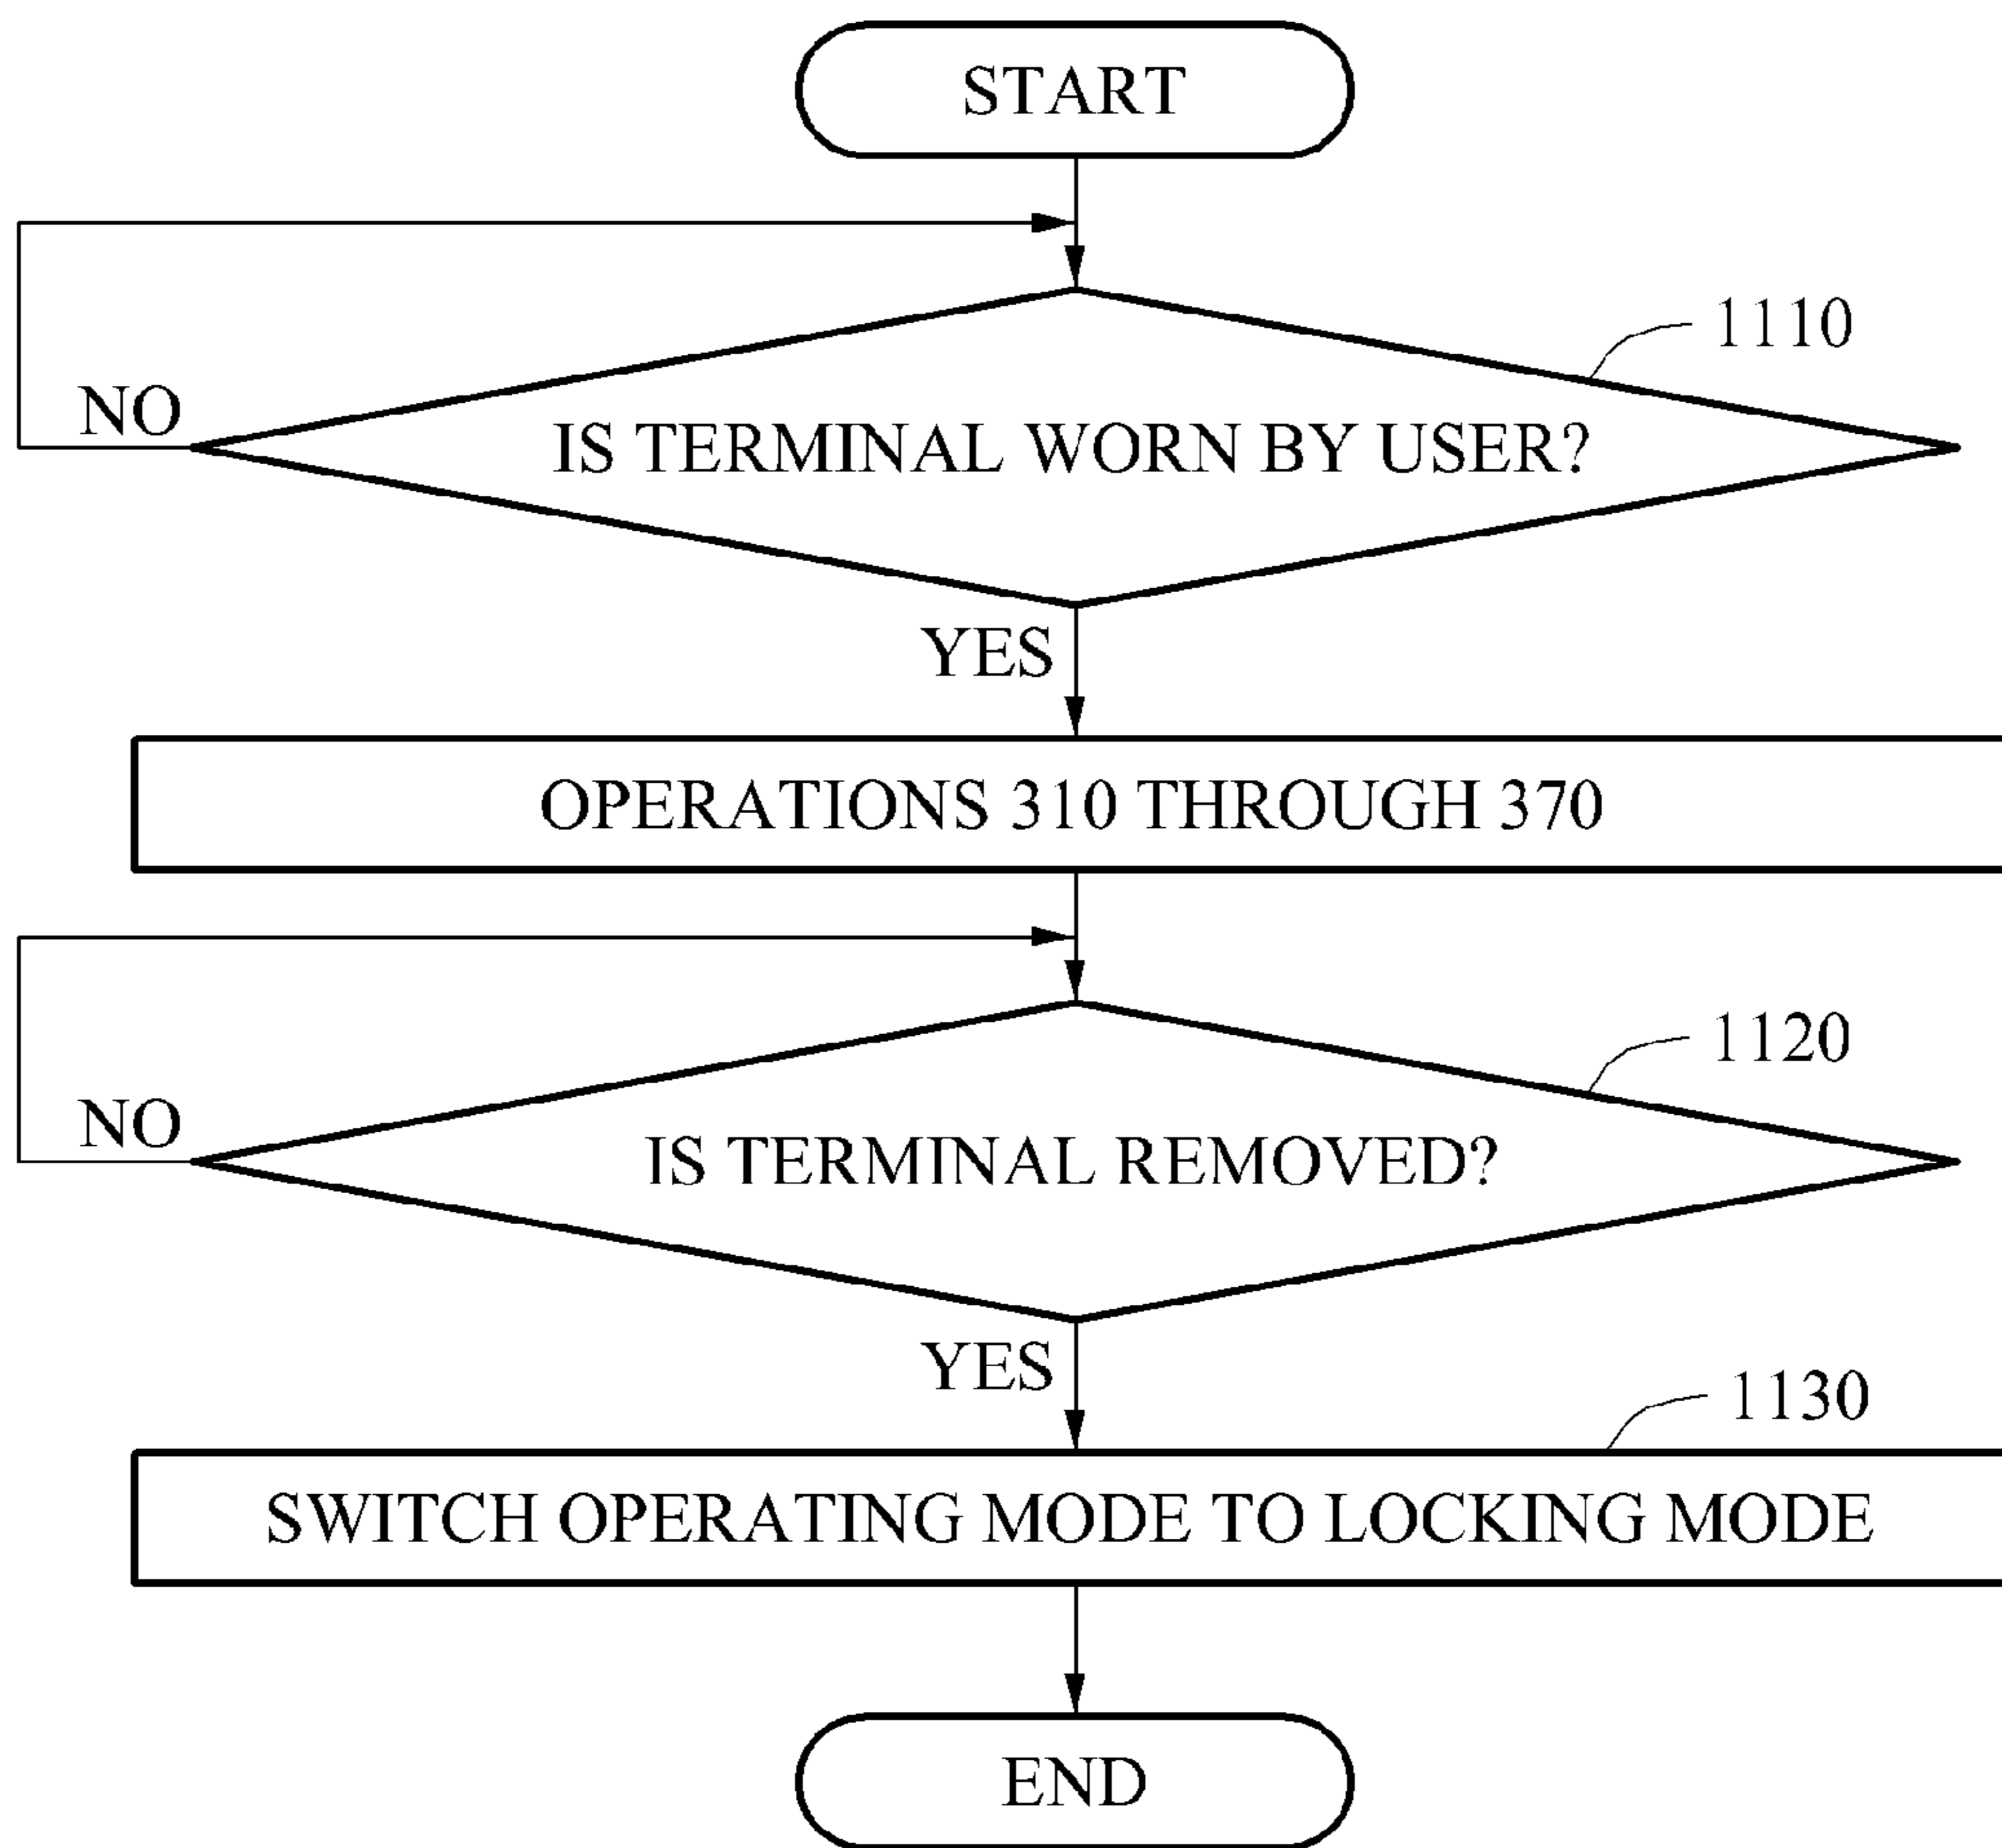 START
1110
NO
IS TERMINAL WORN BY USER?
YES
OPERATIONS 310 THROUGH 370
1120
NO
IS TERMINAL REMOVED?
YES
1130
SWITCH OPERATING MODE TO LOCKING MODE
END